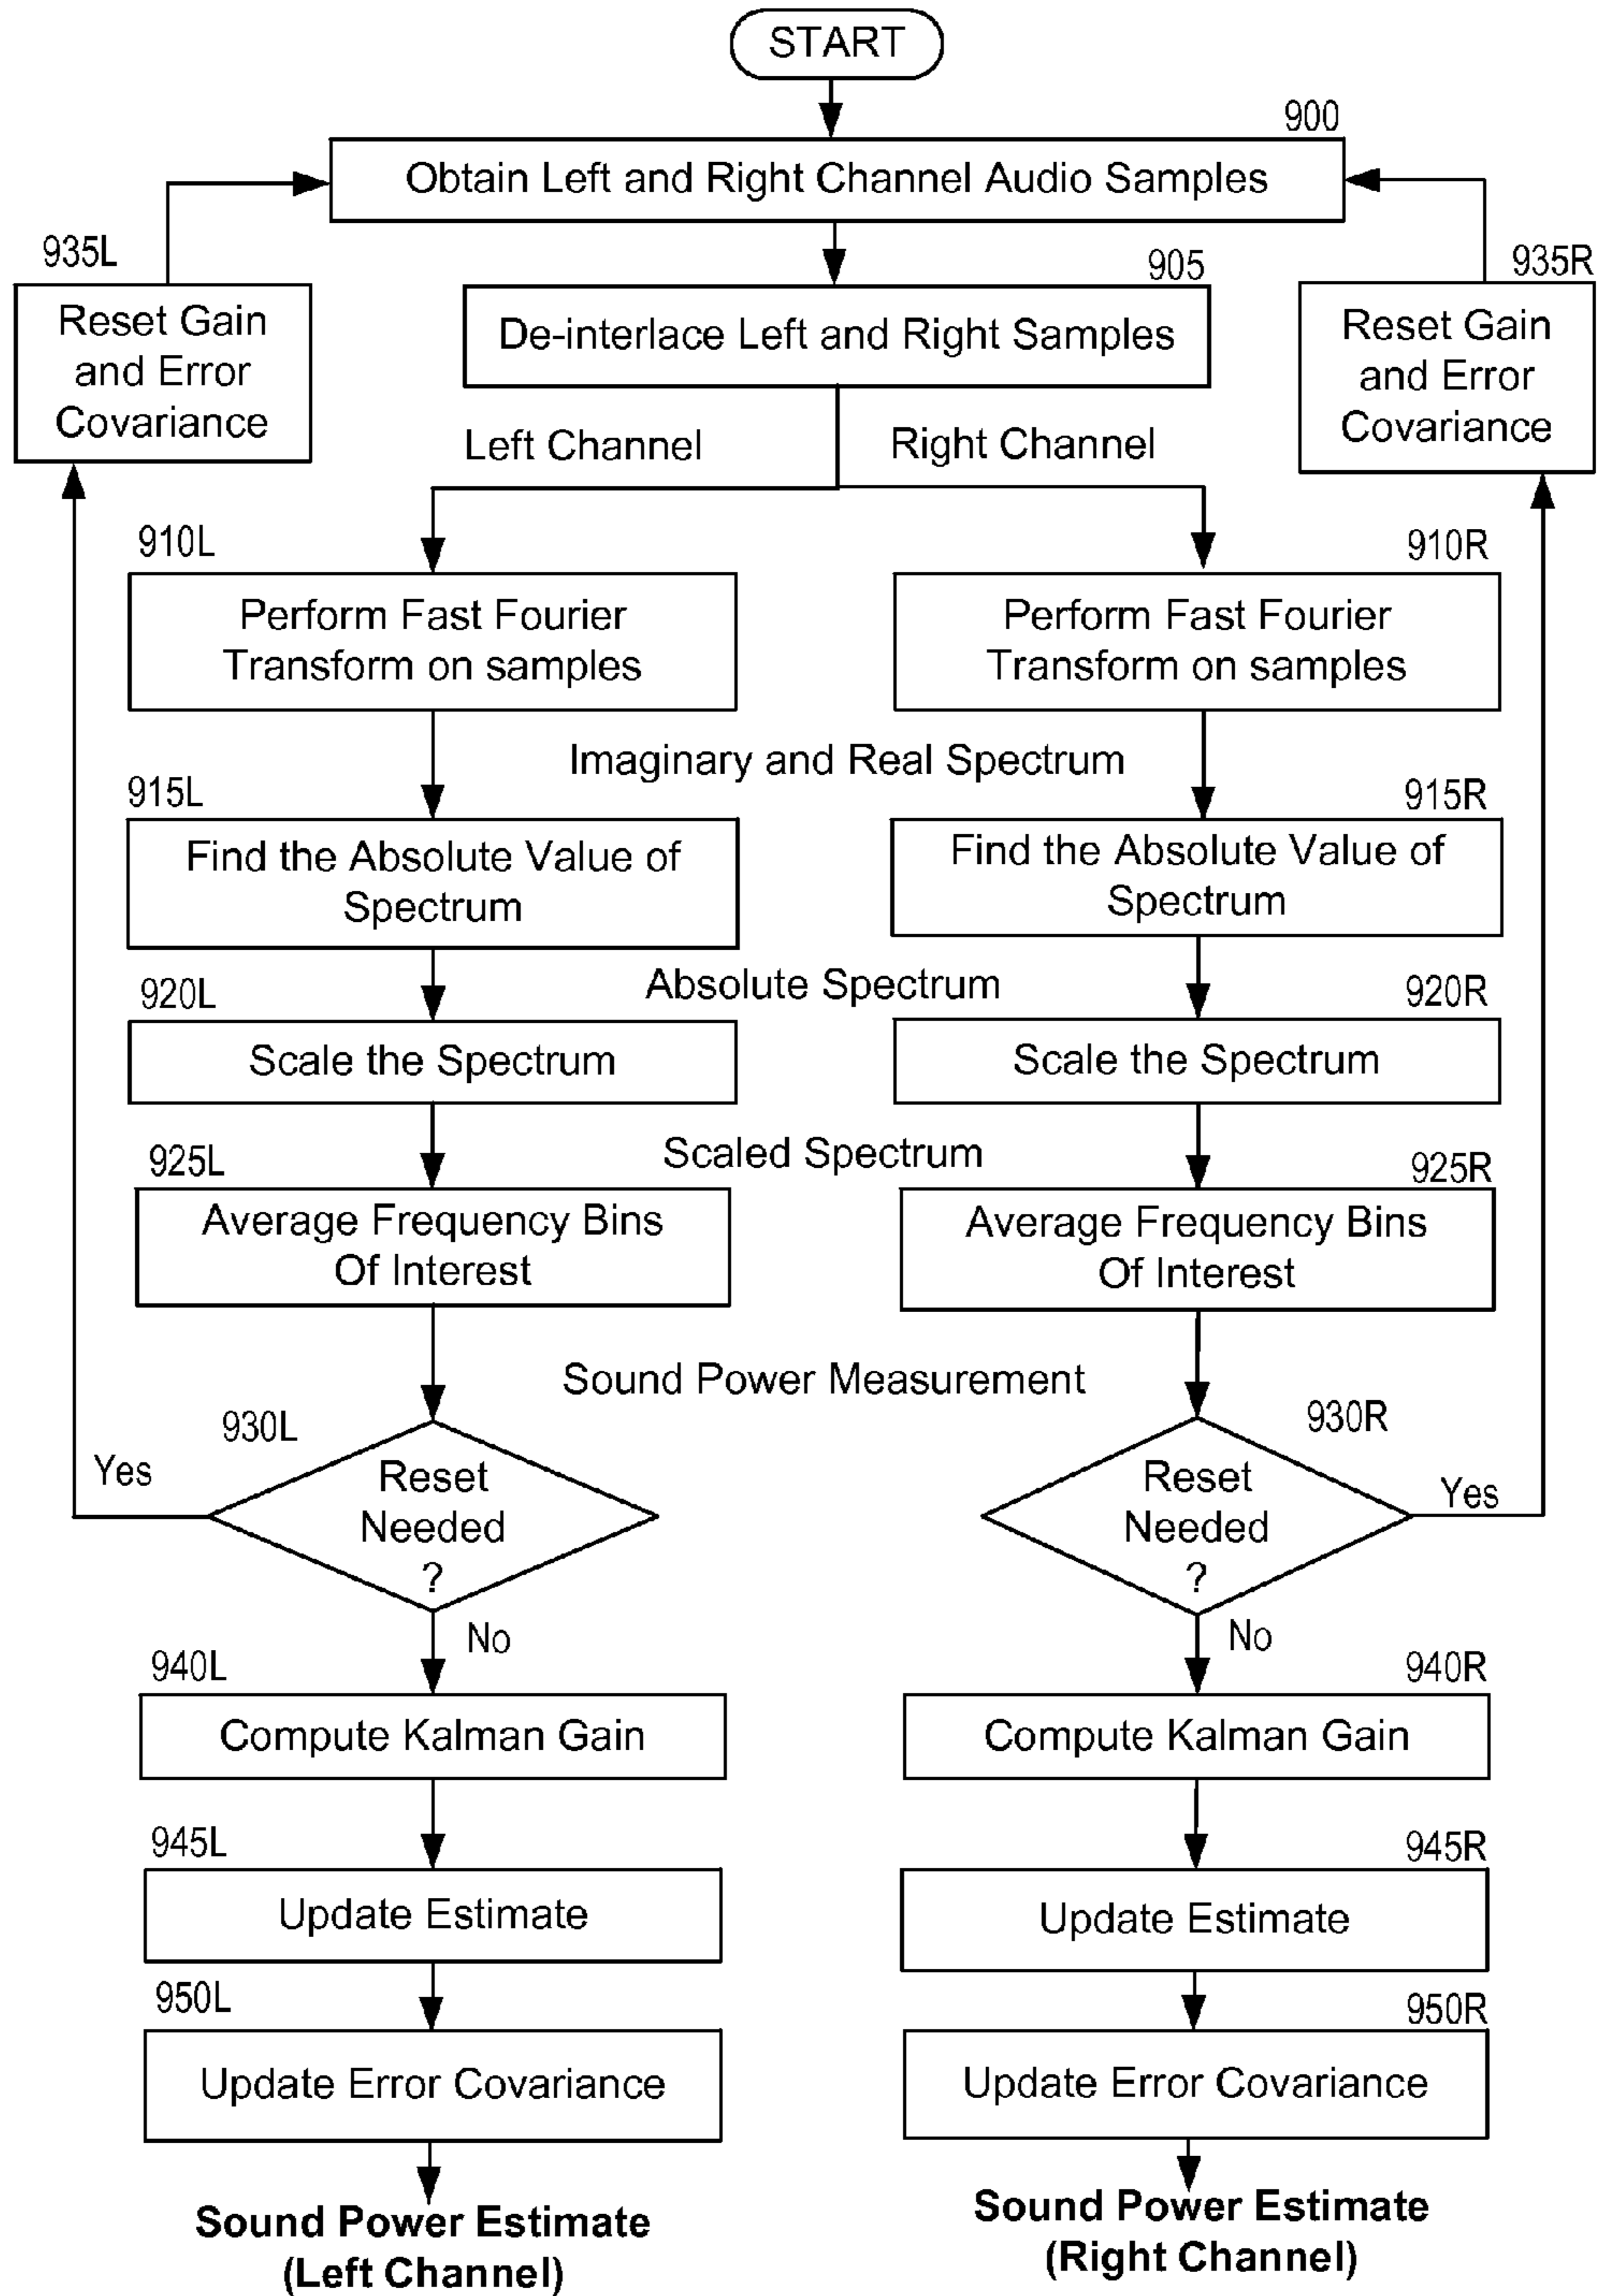 START
900
Obtain Left and Right Channel Audio Samples
935L
905
935R
Reset Gain
and Error
Covariance
De-interlace Left and Right Samples
Reset Gain
and Error
Covariance
Left Channel
Right Channel
910L
910R
Perform Fast Fourier
Transform on samples
Perform Fast Fourier
Transform on samples
Imaginary and Real Spectrum
915L
915R
Find the Absolute Value of
Spectrum
Find the Absolute Value of
Spectrum
920L
Absolute Spectrum
920R
Scale the Spectrum
Scale the Spectrum
925L
Scaled Spectrum
925R
Average Frequency Bins
Of Interest
Average Frequency Bins
Of Interest
Sound Power Measurement
930L
930R
Yes
Reset
Needed
?
Reset
Needed
?
Yes
No
No
940L
940R
Compute Kalman Gain
Compute Kalman Gain
945L
945R
Update Estimate
Update Estimate
950L
950R
Update Error Covariance
Update Error Covariance
Sound Power Estimate
(Left Channel)
Sound Power Estimate
(Right Channel)